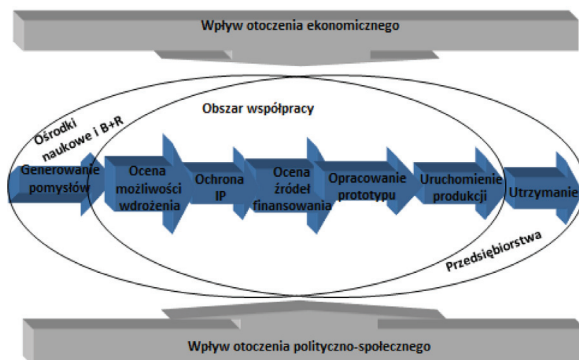 Wpływ otoczenia ekonomicznego
Obszar współpracy
Ośrodki
naukowe i B+R
Generowanie
pomysłów
Ocena
możliwości
wdrożenia
Ochrona
IP
Ocena
źródeł
finansowania
Opracowanie
prototypu
Uruchomienie
produkcji
Utrzymanie
Przedsiębiorstwa
Wpływ otoczenia polityczno-społecznego